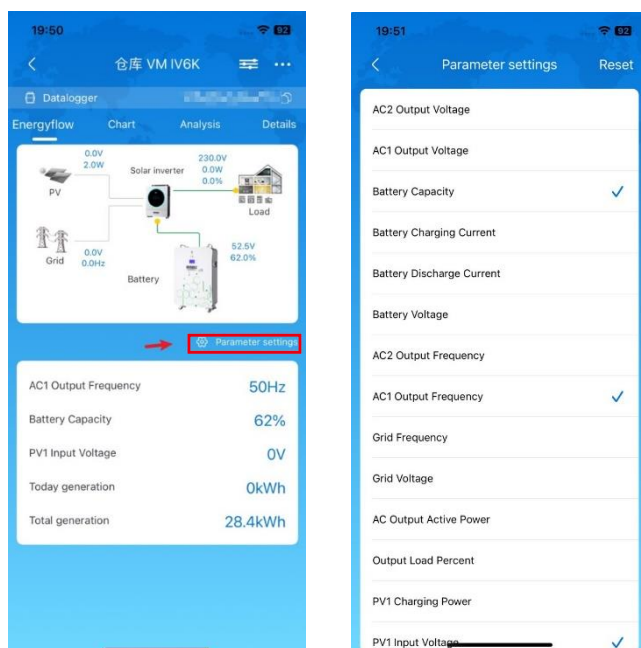 19:50
92
仓库 VM IV6K
Datalogger
Energyflow Chart Analysis Details
0.0V
2.0W
PV
Solar inverter
230.0V
0.0W
0.0%
Load
Grid
0.0V
0.0Hz
Battery
52.5V
62.0%
Parameter settings
AC1 Output Frequency 50Hz
Battery Capacity 62%
PV1 Input Voltage 0V
Today generation 0kWh
Total generation 28.4kWh
19:51
92
Parameter settings Reset
AC2 Output Voltage
AC1 Output Voltage
Battery Capacity
Battery Charging Current
Battery Discharge Current
Battery Voltage
AC2 Output Frequency
AC1 Output Frequency
Grid Frequency
Grid Voltage
AC Output Active Power
Output Load Percent
PV1 Charging Power
PV1 Input Voltage